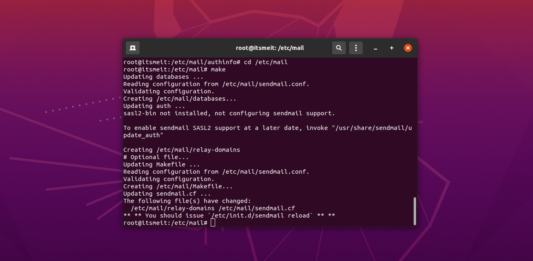 root@itsmeit: /etc/mail
root@itsmeit:/etc/mail/authinfo# cd /etc/mail
root@itsmeit:/etc/mail# make
Updating databases ...
Reading configuration from /etc/mail/sendmail.conf.
Validating configuration.
Creating /etc/mail/databases...
Updating auth ...
sasl2-bin not installed, not configuring sendmail support.
To enable sendmail SASL2 support at a later date, invoke "/usr/share/sendmail/u
pdate_auth"
Creating /etc/mail/relay-domains
# Optional file...
Updating Makefile ...
Reading configuration from /etc/mail/sendmail.conf.
Validating configuration.
Creating /etc/mail/Makefile...
Updating sendmail.cf ...
The following file(s) have changed:
/etc/mail/relay-domains /etc/mail/sendmail.cf
** ** You should issue `/etc/init.d/sendmail reload` ** **
root@itsmeit:/etc/mail#